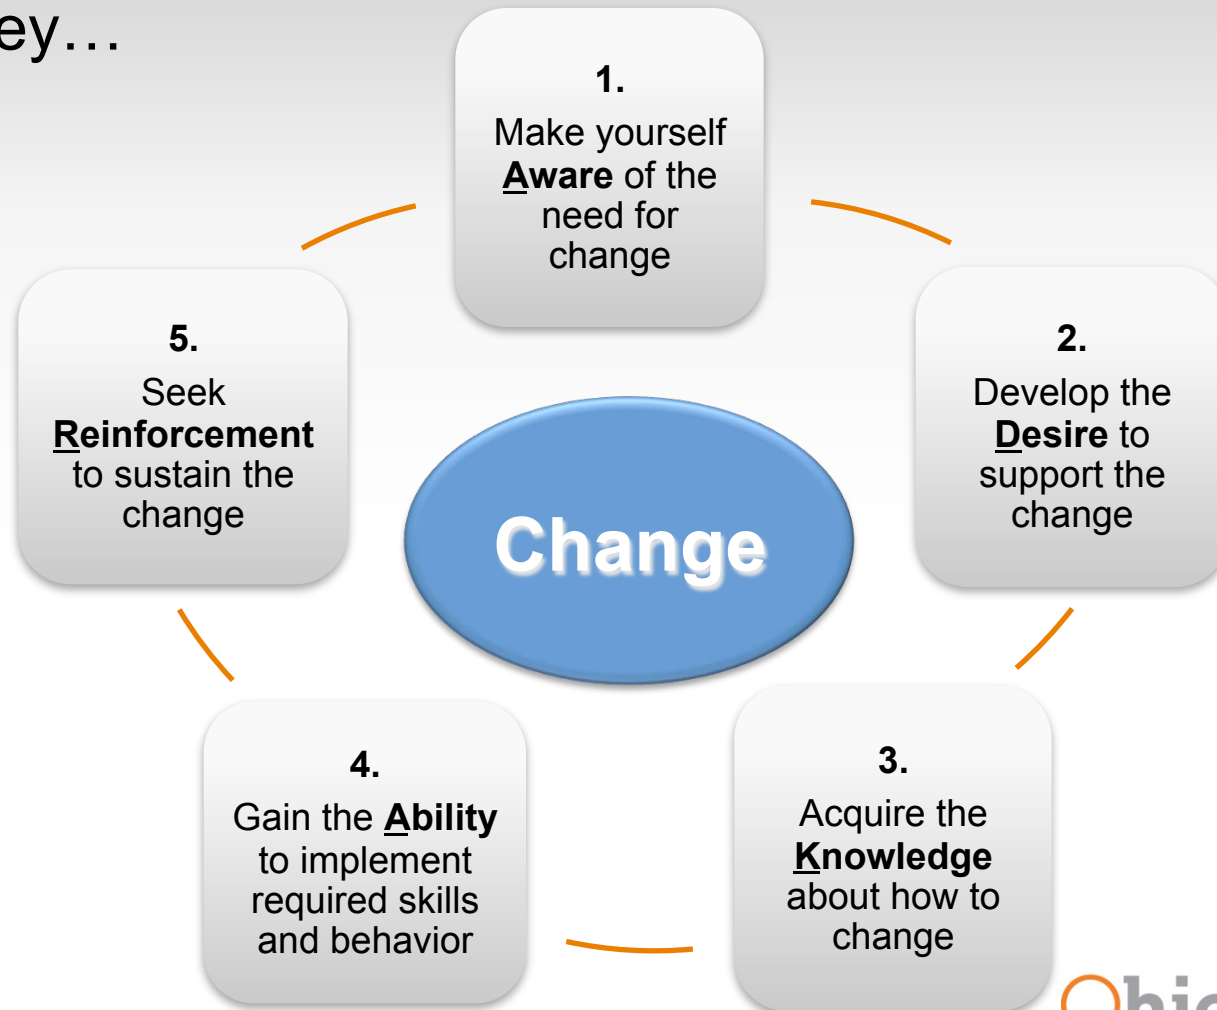 ey…
1.
Make yourself
Aware of the
need for
change
2.
Develop the
Desire to
support the
change
3.
Acquire the
Knowledge
about how to
change
4.
Gain the Ability
to implement
required skills
and behavior
5.
Seek
Reinforcement
to sustain the
change
Change